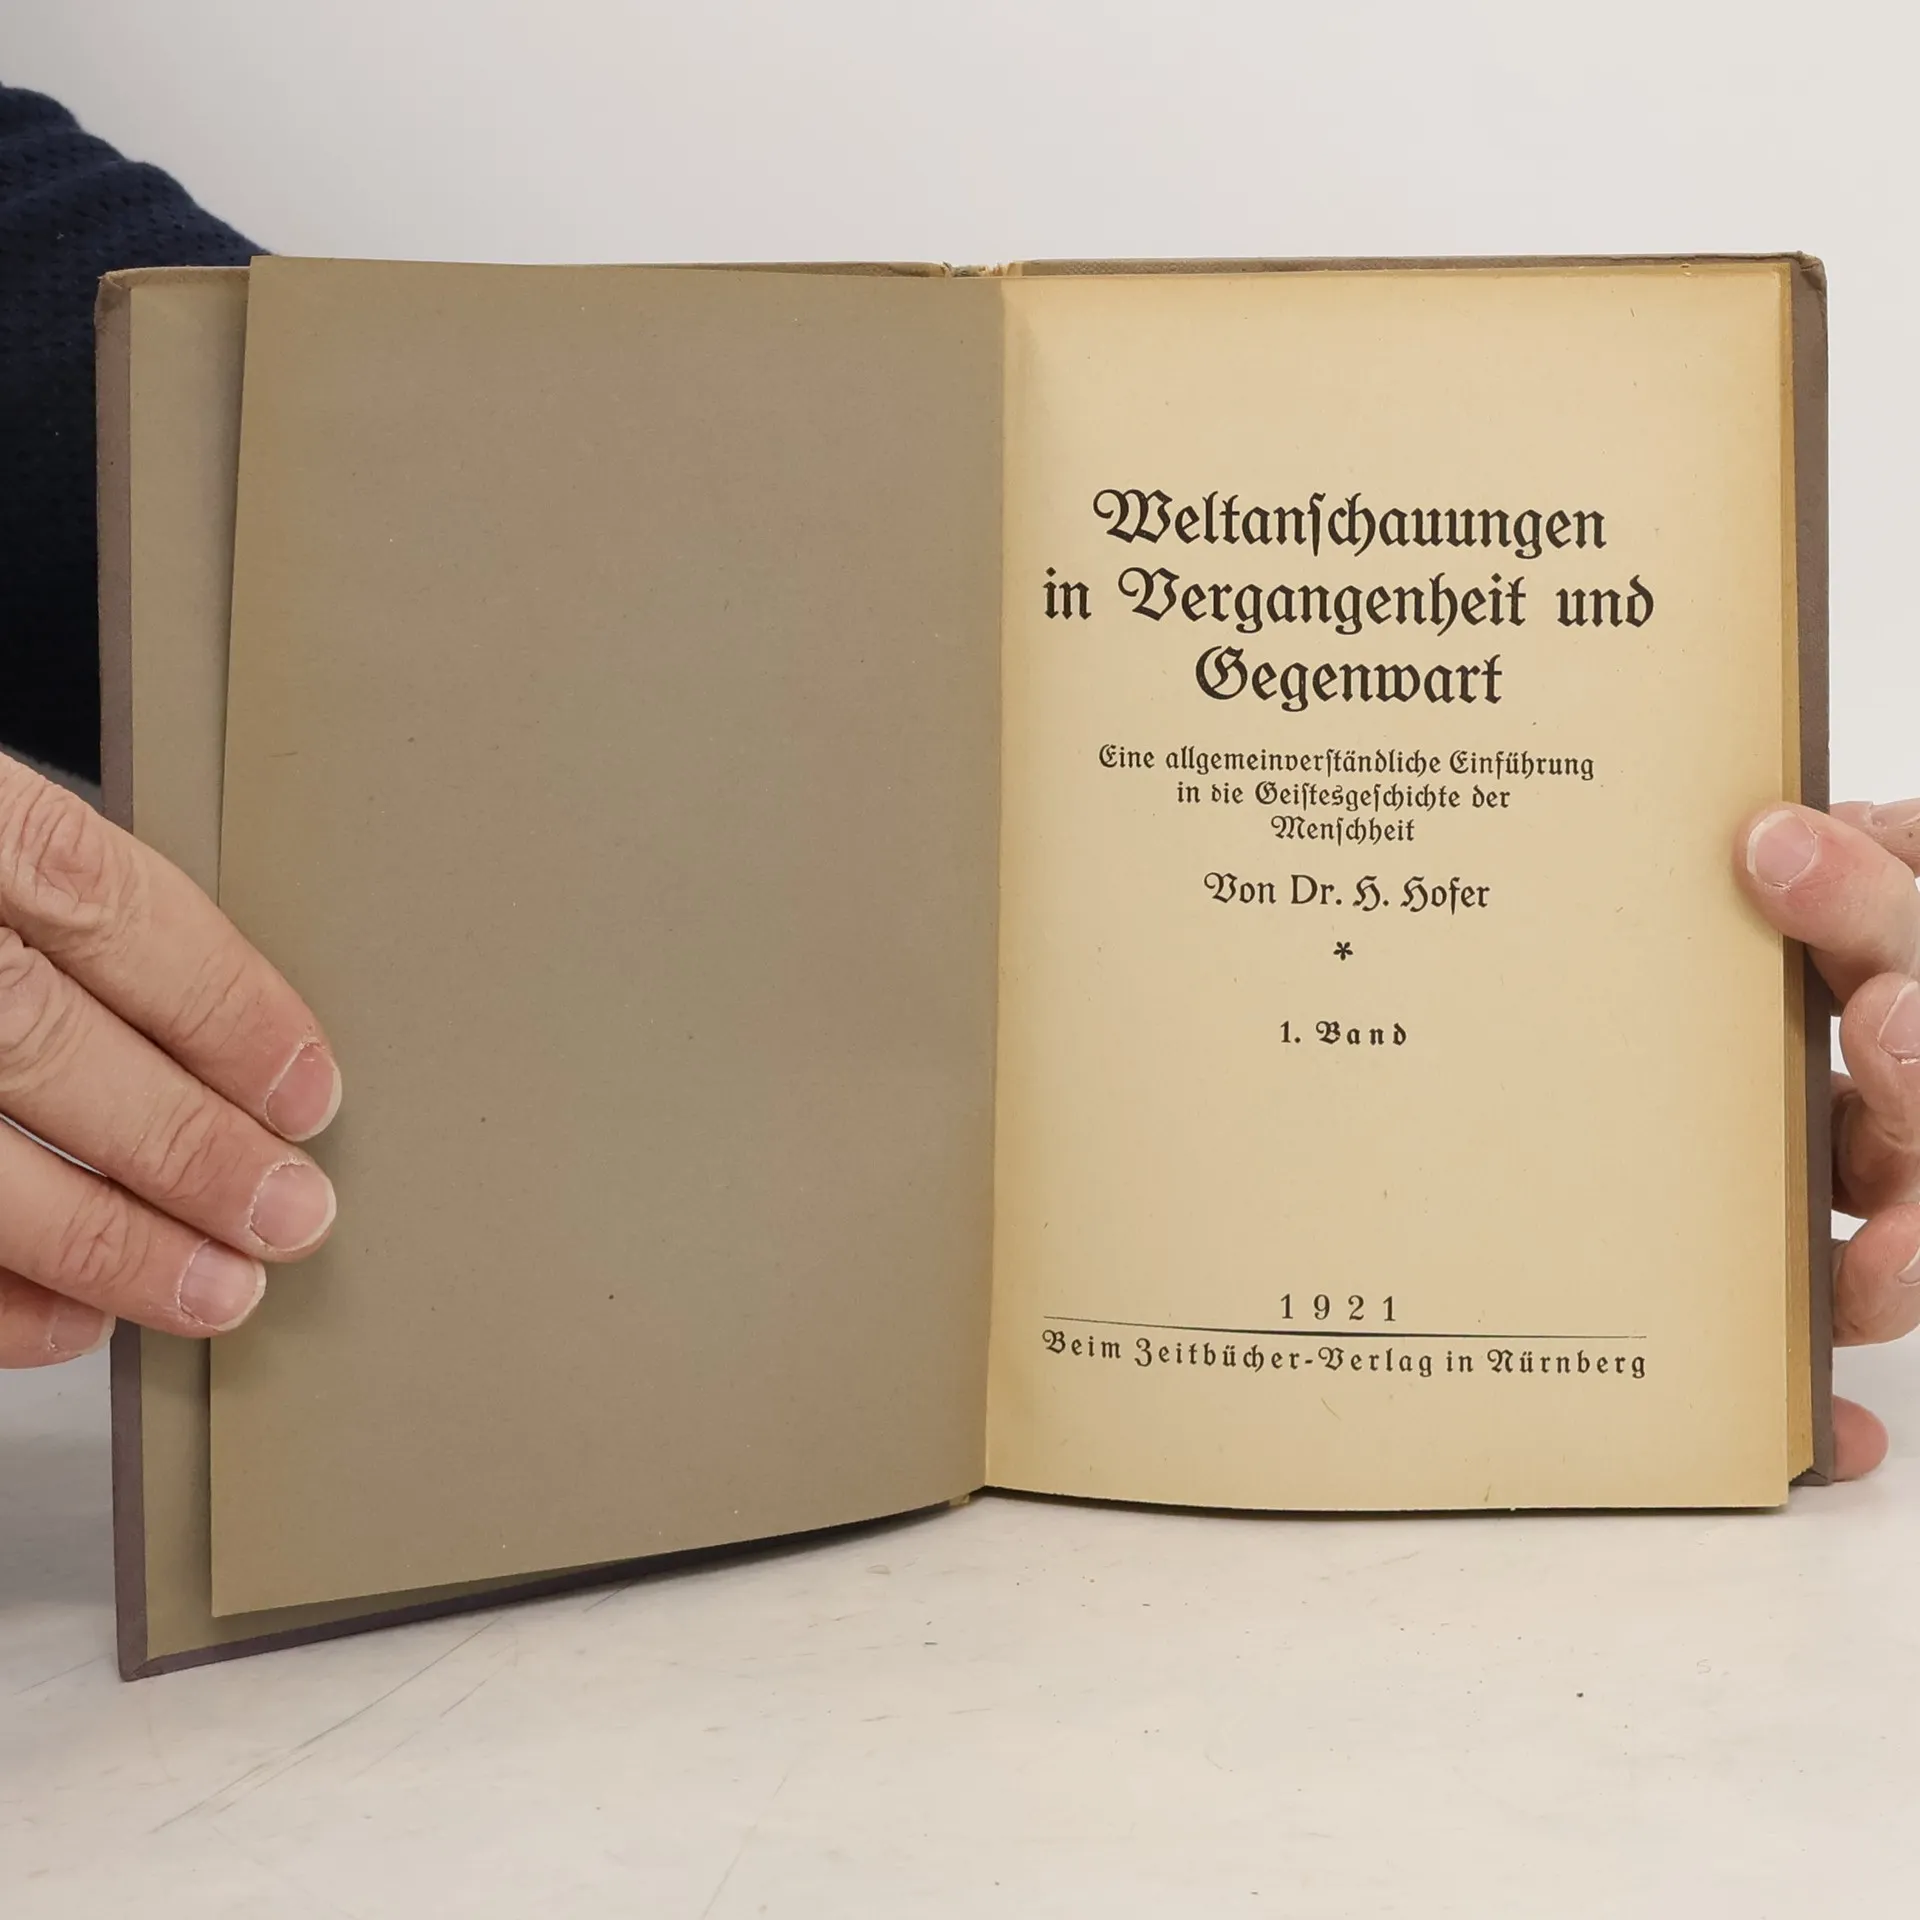 Weltanſchauungen
in Vergangenheit und
Gegenwart
Eine allgemeinverſtändliche Einführung
in die Geiſtesgeſchichte der
Menſchheit
Von Dr. H. Hofer
*
1. Band
1921
Beim Zeitbücher-Verlag in Nürnberg